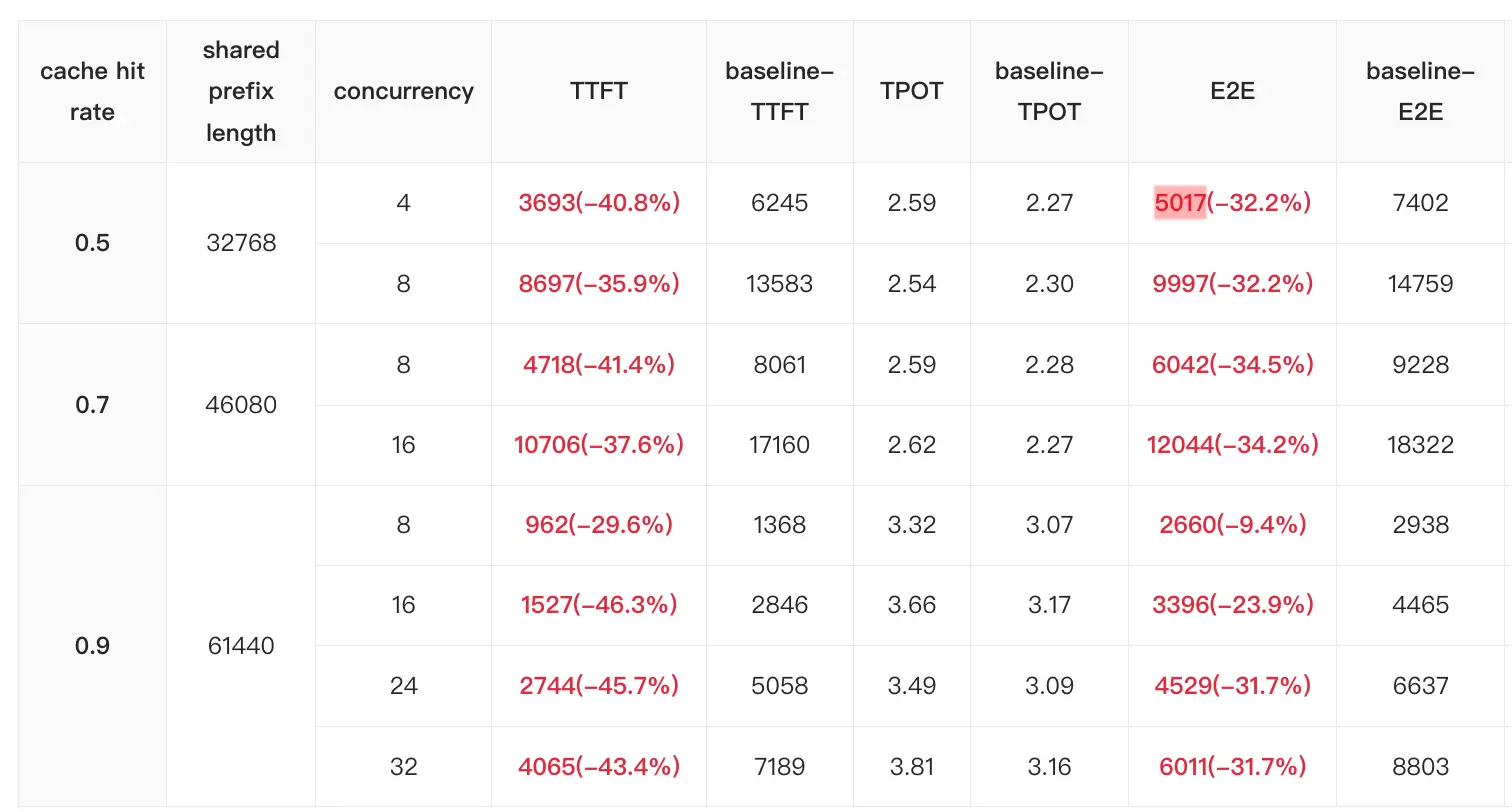 cache hit rate | shared prefix length | concurrency | TTFT | baseline–TTFT | TPOT | baseline–TPOT | E2E | baseline–E2E
0.5 | 32768 | 4 | 3693(–40.8%) | 6245 | 2.59 | 2.27 | 5017(–32.2%) | 7402
8 | 8697(–35.9%) | 13583 | 2.54 | 2.30 | 9997(–32.2%) | 14759
0.7 | 46080 | 8 | 4718(–41.4%) | 8061 | 2.59 | 2.28 | 6042(–34.5%) | 9228
16 | 10706(–37.6%) | 17160 | 2.62 | 2.27 | 12044(–34.2%) | 18322
0.9 | 61440 | 8 | 962(–29.6%) | 1368 | 3.32 | 3.07 | 2660(–9.4%) | 2938
16 | 1527(–46.3%) | 2846 | 3.66 | 3.17 | 3396(–23.9%) | 4465
24 | 2744(–45.7%) | 5058 | 3.49 | 3.09 | 4529(–31.7%) | 6637
32 | 4065(–43.4%) | 7189 | 3.81 | 3.16 | 6011(–31.7%) | 8803